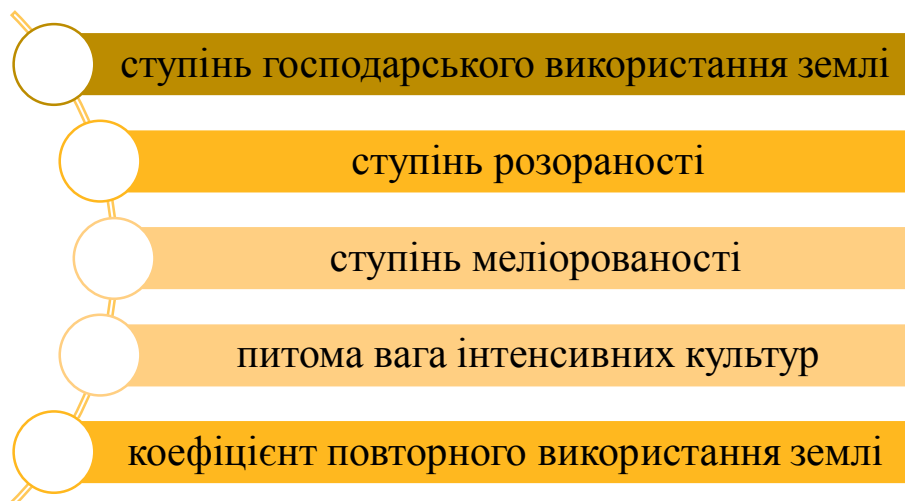 ступінь господарського використання землі
ступінь розораності
ступінь меліорованості
питома вага інтенсивних культур
коефіцієнт повторного використання землі